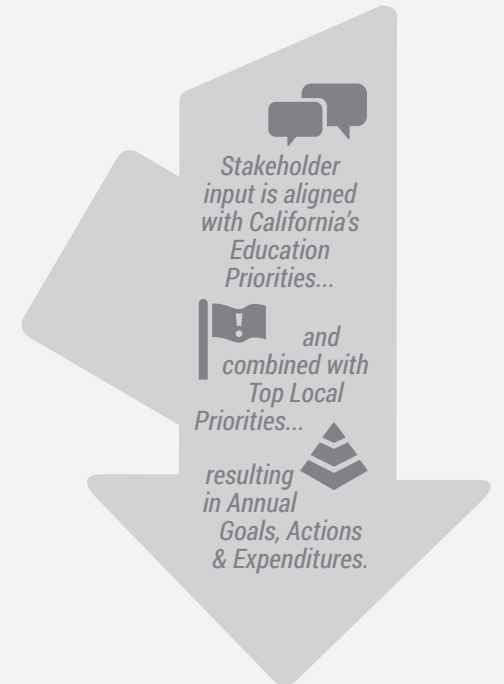 Stakeholder
input is aligned
with California's
Education
Priorities...
and
combined with
Top Local
Priorities...
resulting
in Annual
Goals, Actions
& Expenditures.